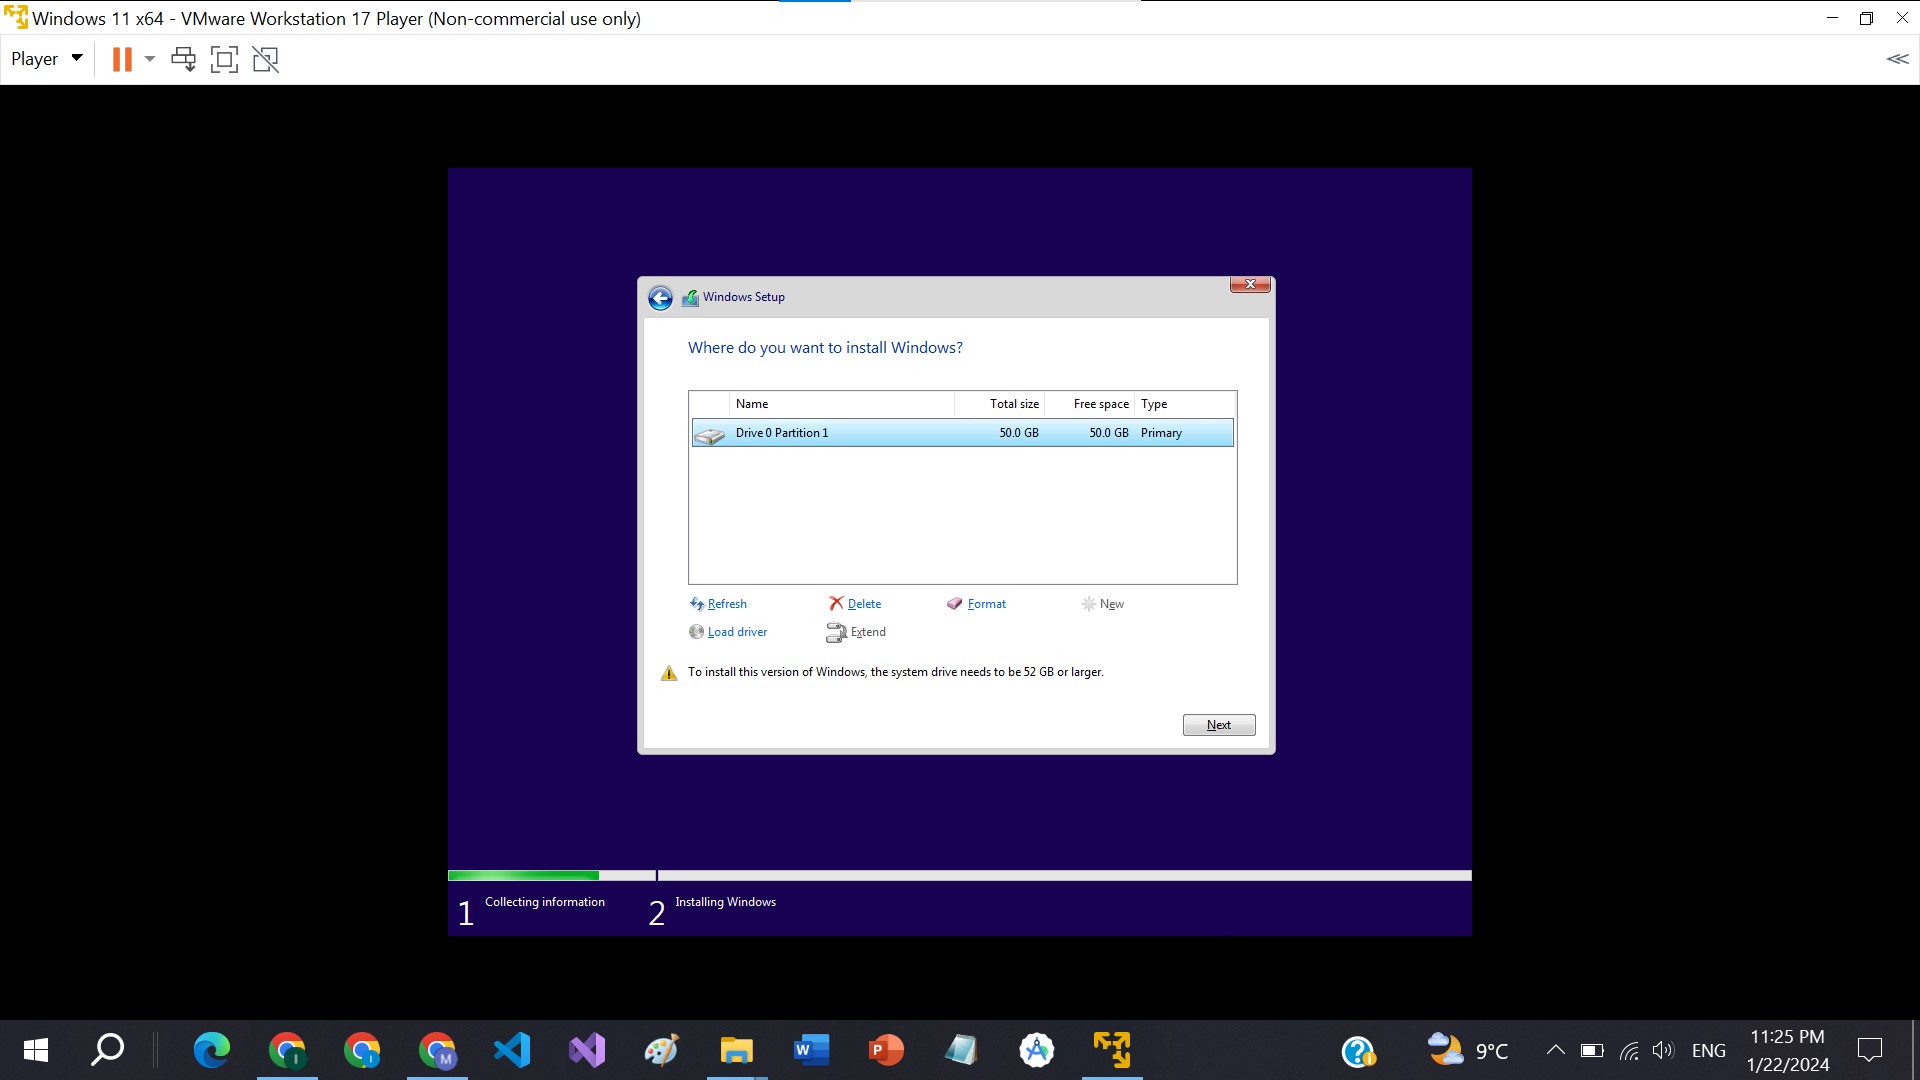 Windows 11 x64 - VMware Workstation 17 Player (Non-commercial use only)
Player
Windows Setup
Where do you want to install Windows?
Name Total size Free space Type
Drive 0 Partition 1 50.0 GB 50.0 GB Primary
Refresh Delete Format New
Load driver Extend
To install this version of Windows, the system drive needs to be 52 GB or larger.
Next
1 Collecting information 2 Installing Windows
9°C ENG 11:25 PM
1/22/2024